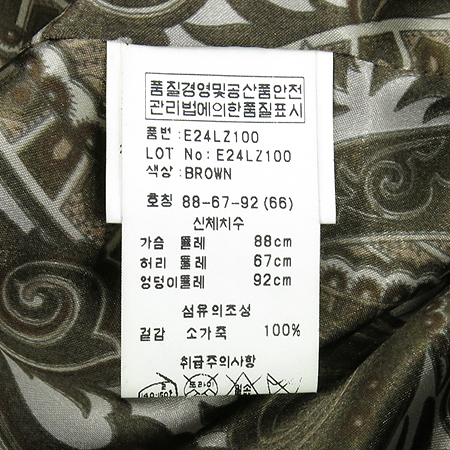 품질경영및공산품안전
관리법에의한품질표시
품번 : E24LZ100
LOT No: E24LZ100
색상 : BROWN
호칭 88-67-92(66)
신체치수
가슴 둘레 88cm
허리 둘레 67cm
엉덩이둘레 92cm
섬유의조성
겉감 소가죽 100%
취급주의사항
드라이